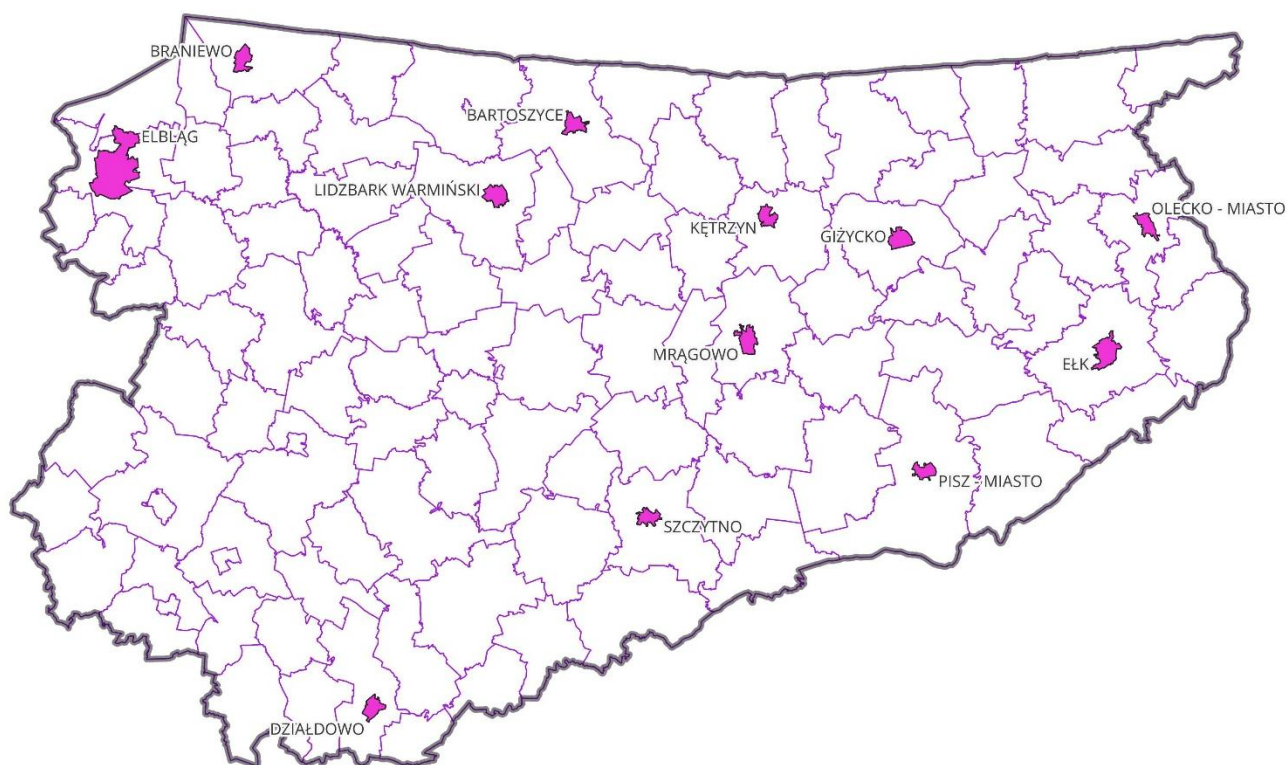 BRANIEWO
BARTOSZYCE
ELBLĄG
LIDZBARK WARMIŃSKI
OLECKO - MIASTO
KĘTRZYN
GIŻYCKO
MRĄGOWO
EŁK
PISZ - MIASTO
SZCZYTNO
DZIAŁDOWO